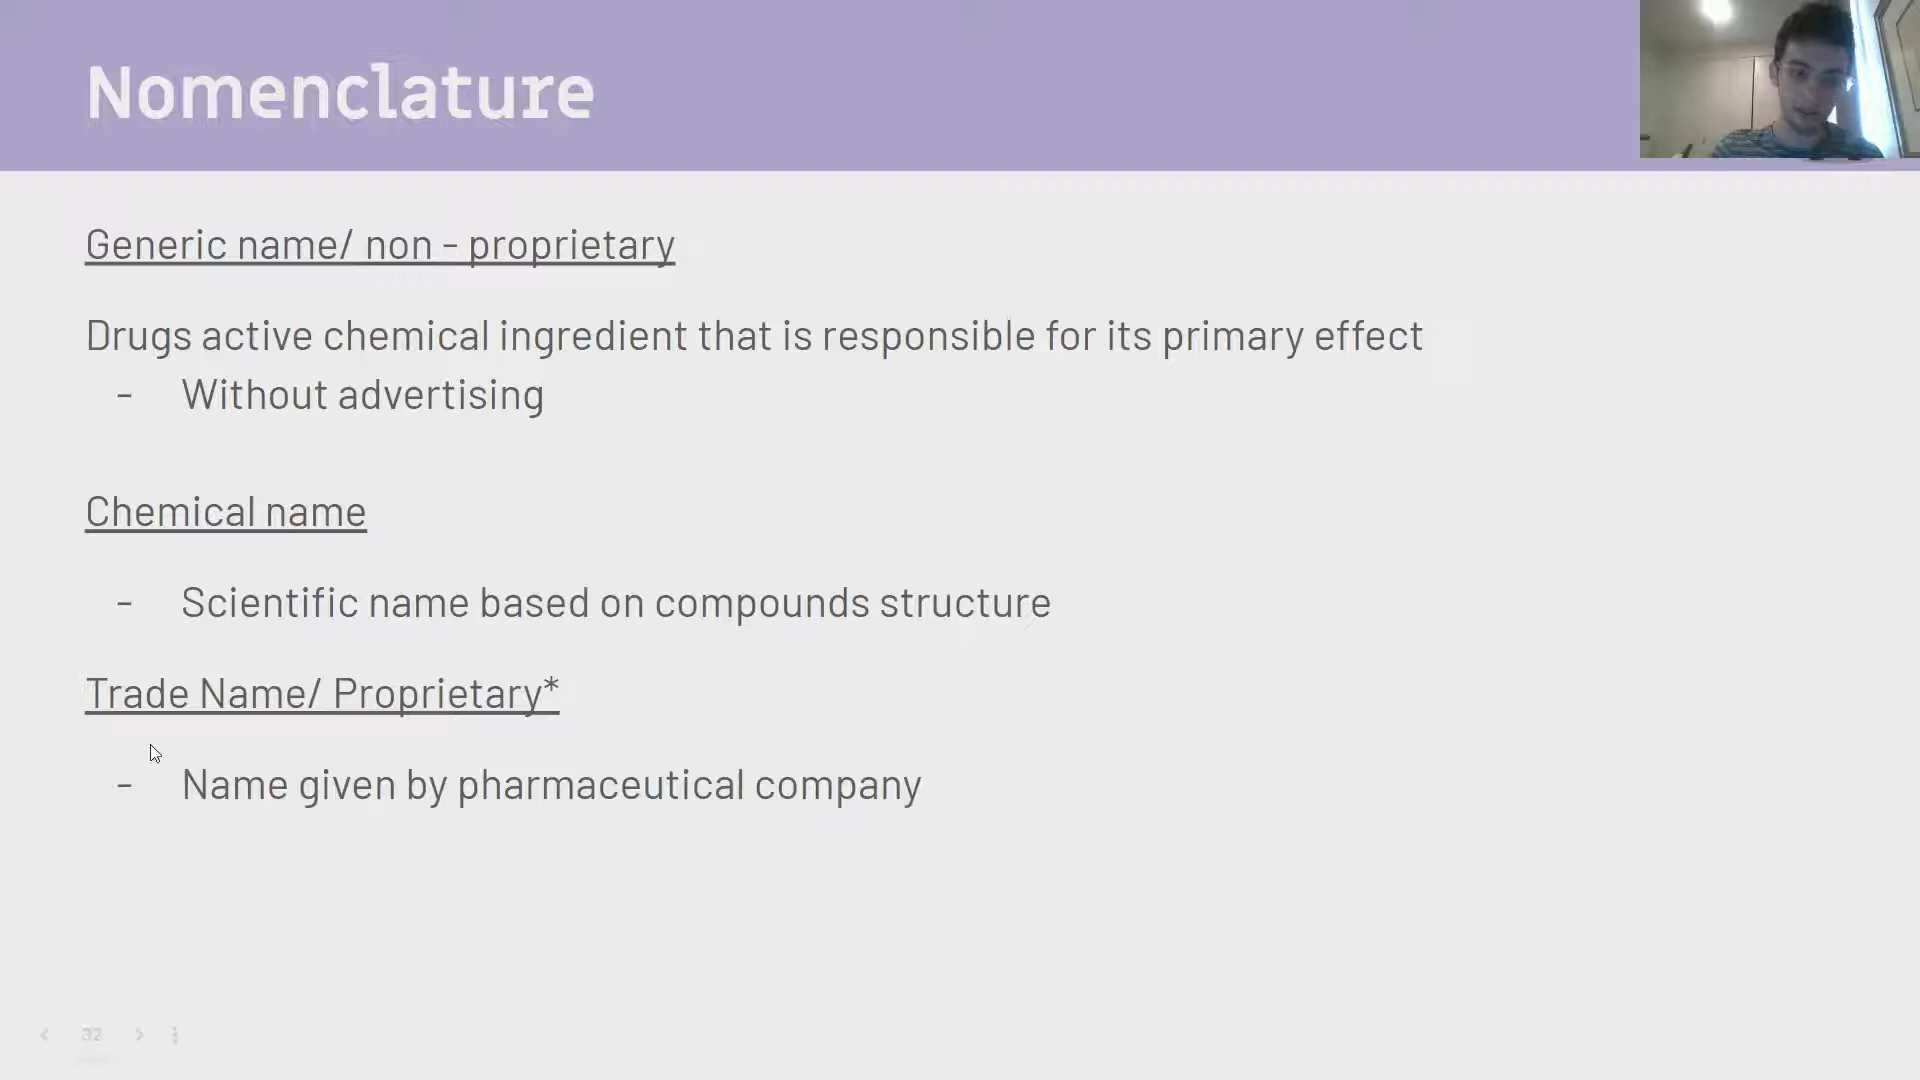 Nomenclature
Generic name/ non - proprietary
Drugs active chemical ingredient that is responsible for its primary effect
- Without advertising
Chemical name
- Scientific name based on compounds structure
Trade Name/ Proprietary*
- Name given by pharmaceutical company
32